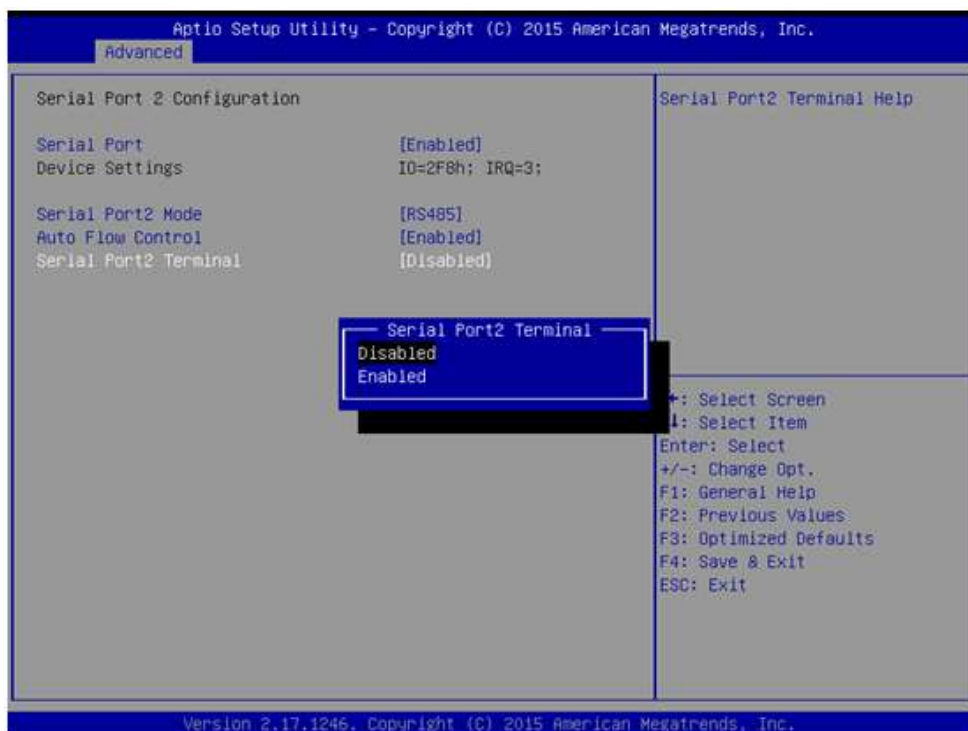 Aptio Setup Utility – Copyright (C) 2015 American Megatrends, Inc.
Advanced
Serial Port 2 Configuration
Serial Port [Enabled]
Device Settings IO=2F8h; IRQ=3;
Serial Port2 Mode [RS485]
Auto Flow Control [Enabled]
Serial Port2 Terminal [Disabled]
Serial Port2 Terminal
Disabled
Enabled
Serial Port2 Terminal Help
: Select Screen
: Select Item
Enter: Select
+/-: Change Opt.
F1: General Help
F2: Previous Values
F3: Optimized Defaults
F4: Save & Exit
ESC: Exit
Version 2.17.1246. Copyright (C) 2015 American Megatrends, Inc.